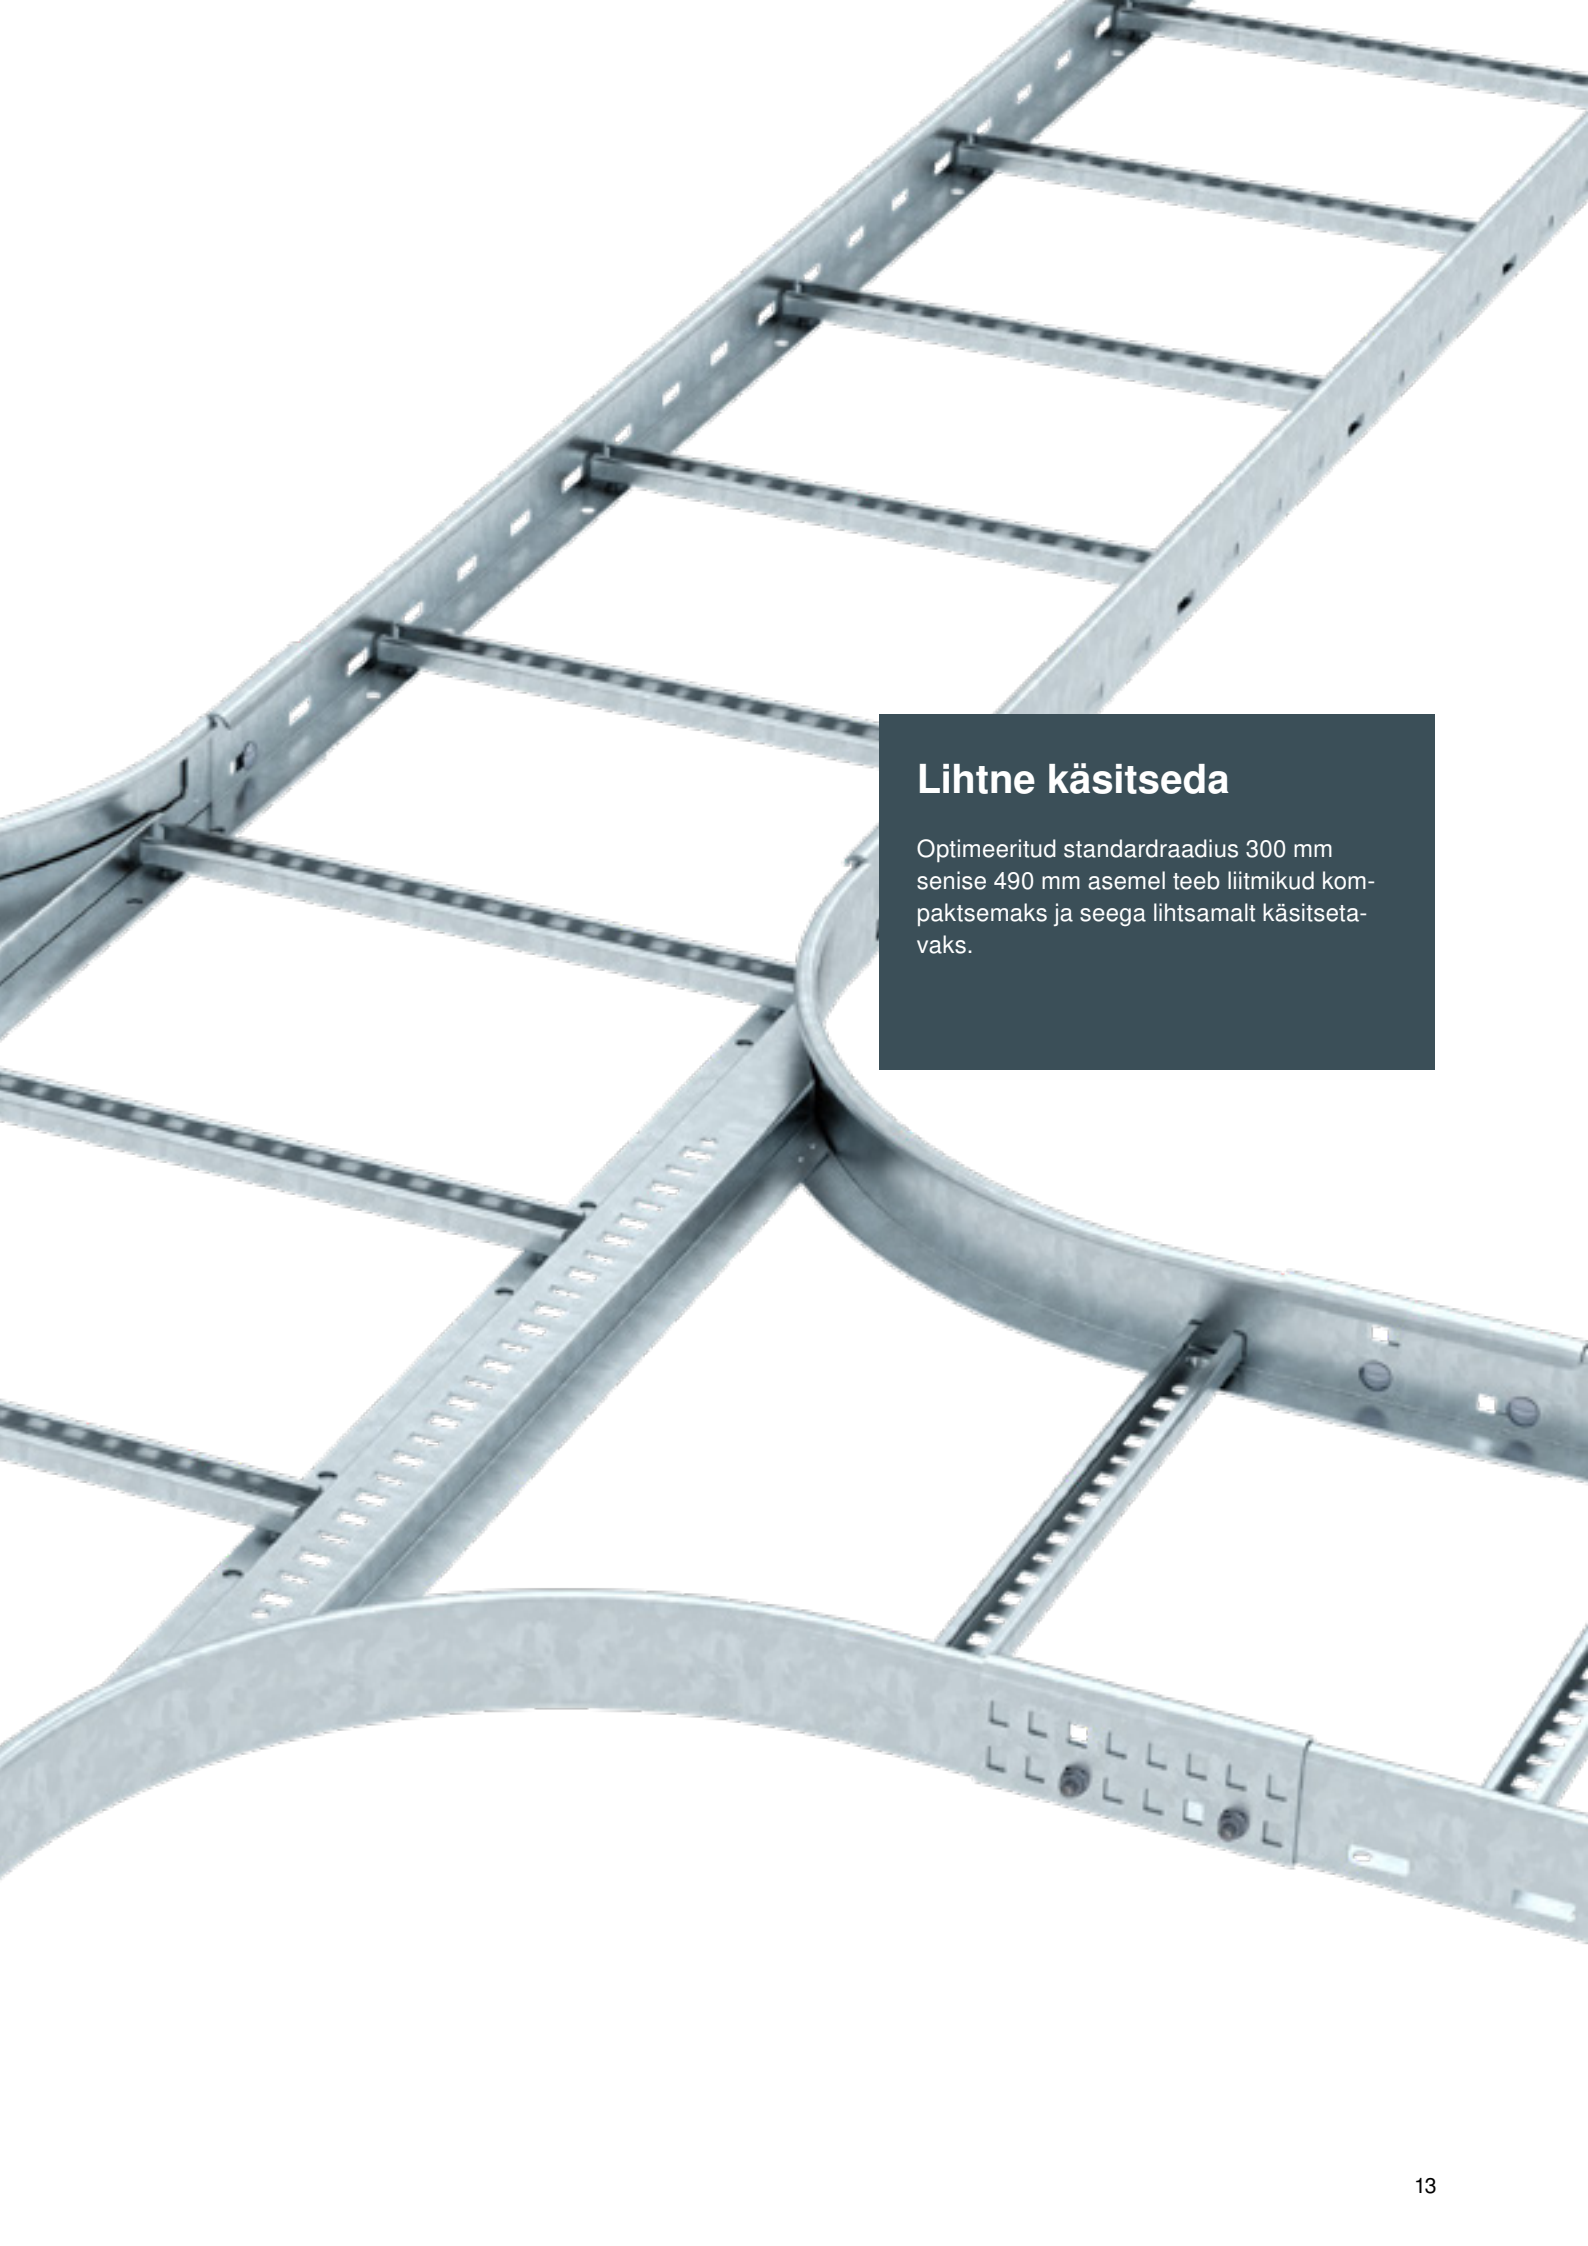 Lihtne käsitseda
Optimeeritud standardraadius 300 mm
senise 490 mm asemel teeb liitmikud kom-
paktsemaks ja seega lihtsamalt käsitseta-
vaks.
13